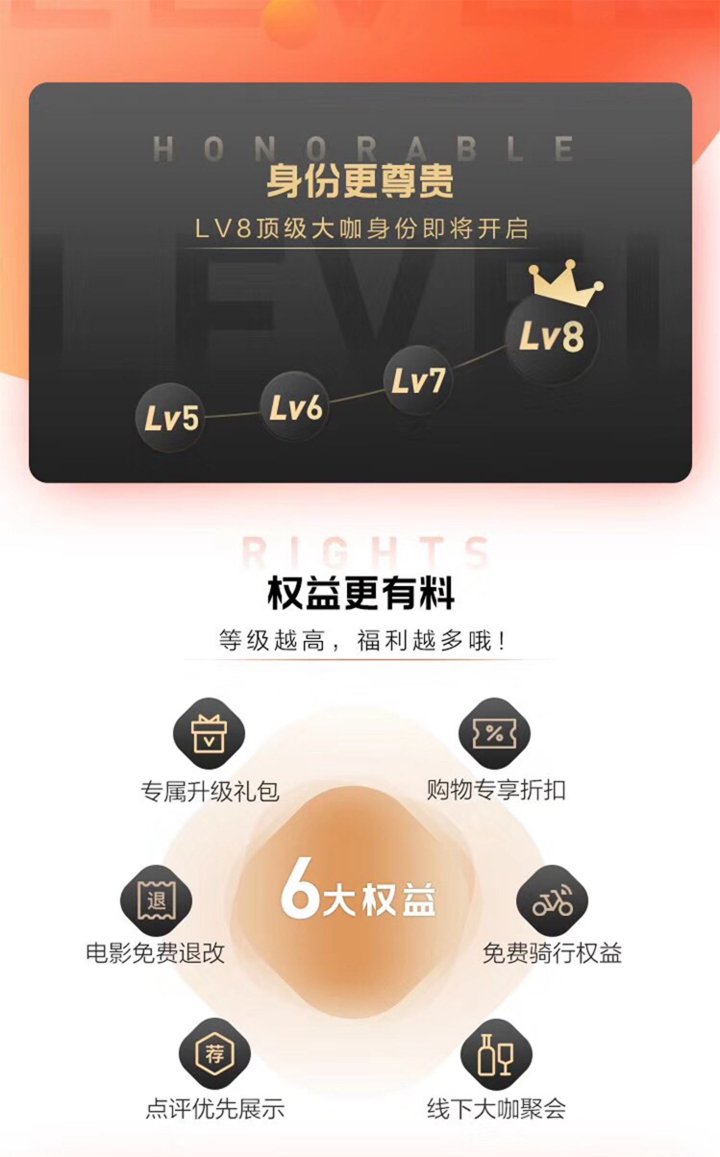 LEVEL
HONORABLE
身份更尊贵
LV8顶级大咖身份即将开启
LEVEL
Lv8
Lv7
Lv6
Lv5
RIGHTS
权益更有料
等级越高，福利越多哦！
专属升级礼包
购物专享折扣
6大权益
退
电影免费退改
免费骑行权益
荐
点评优先展示
线下大咖聚会